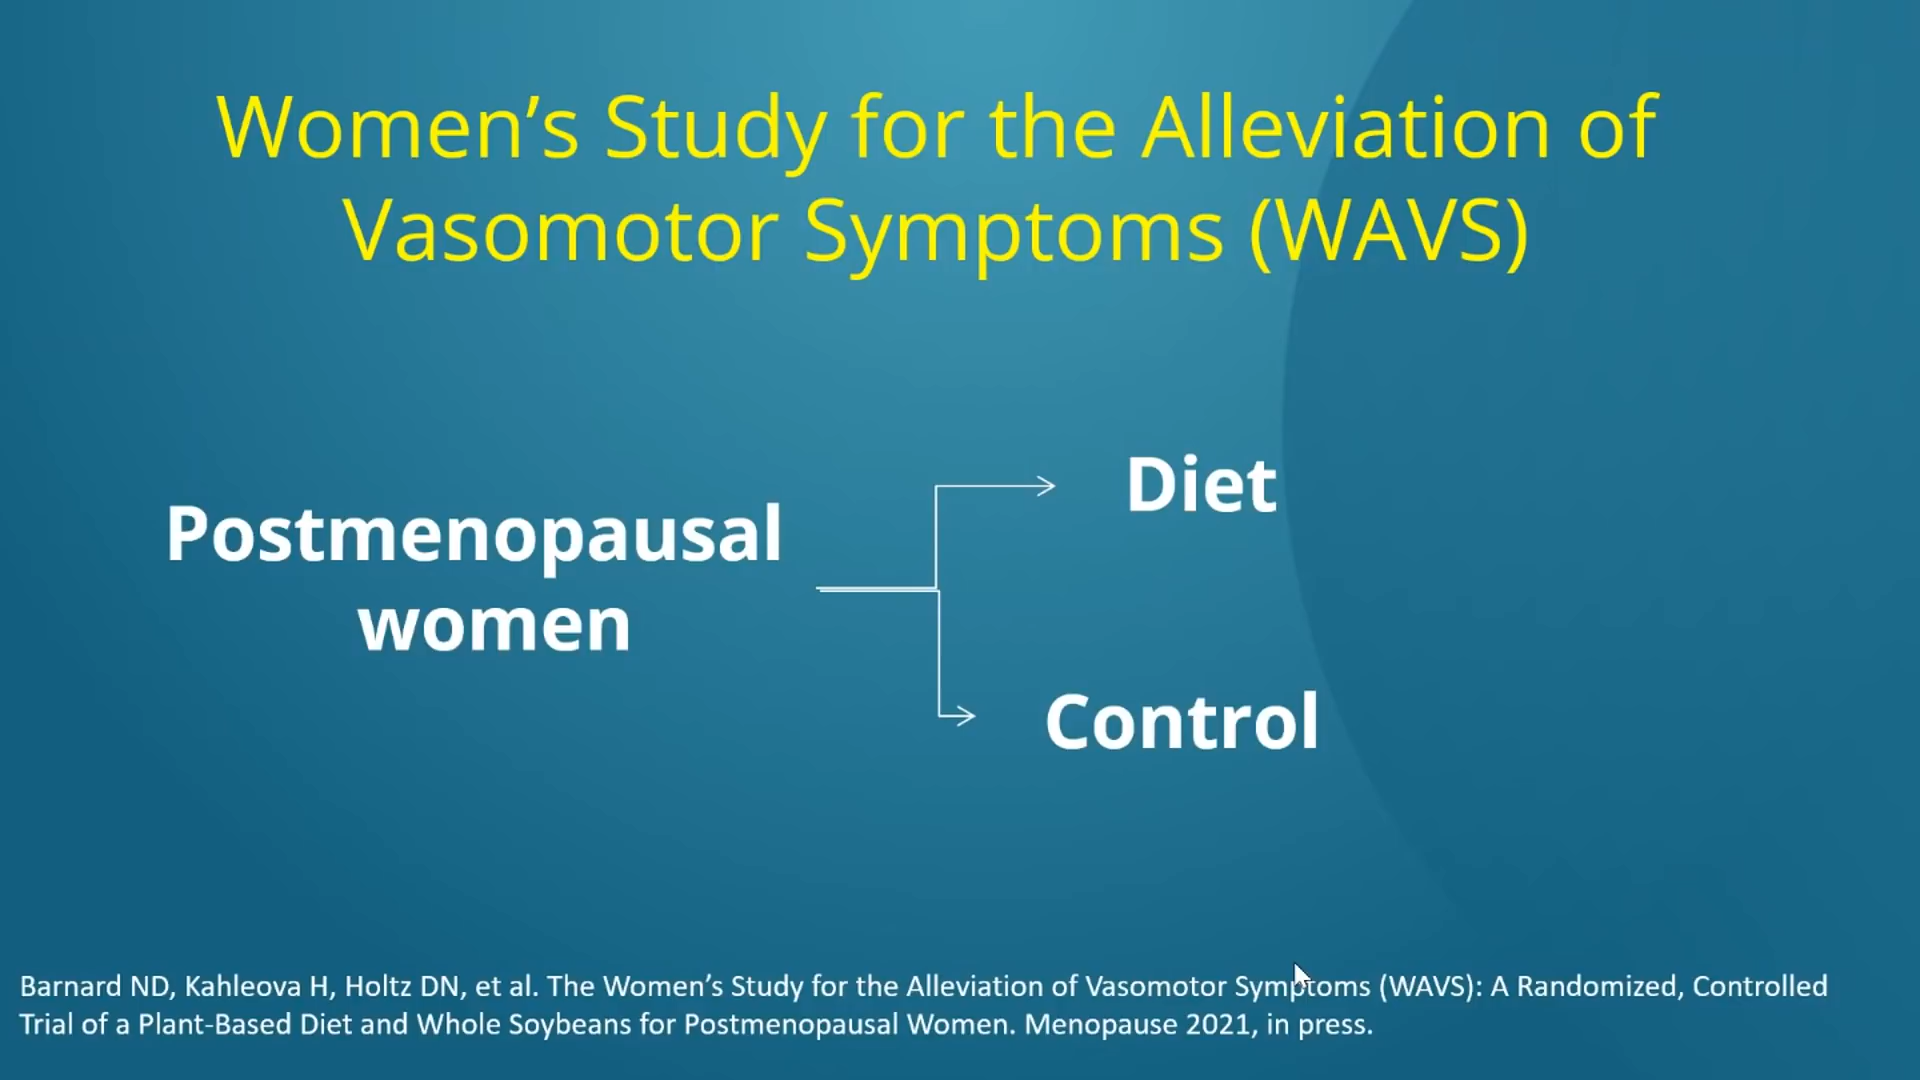 Women’s Study for the Alleviation of
Vasomotor Symptoms (WAVS)
Postmenopausal
women
Diet
Control
Barnard ND, Kahleova H, Holtz DN, et al. The Women’s Study for the Alleviation of Vasomotor Symptoms (WAVS): A Randomized, Controlled
Trial of a Plant-Based Diet and Whole Soybeans for Postmenopausal Women. Menopause 2021, in press.